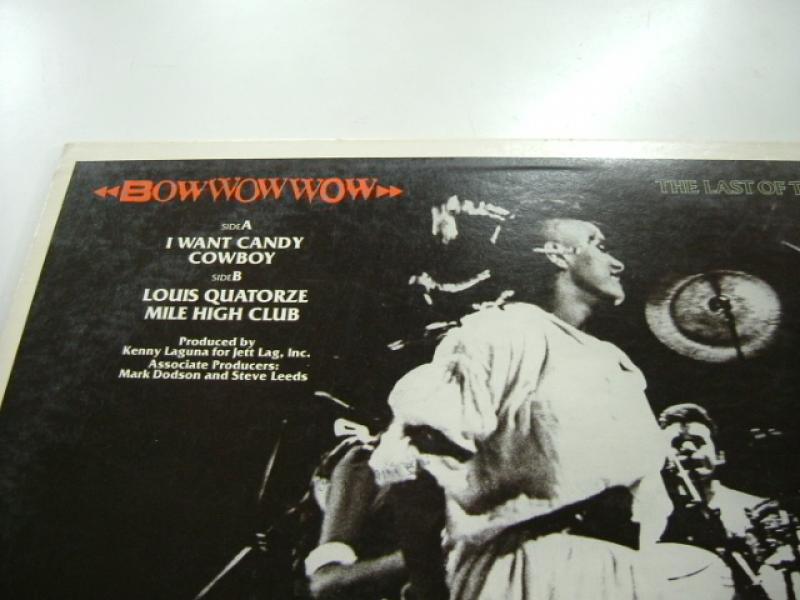 BOWWOWWOW
SIDE A
I WANT CANDY
COWBOY
SIDE B
LOUIS QUATORZE
MILE HIGH CLUB
Produced by
Kenny Laguna for Jett Lag, Inc.
Associate Producers:
Mark Dodson and Steve Leeds
THE LAST OF T